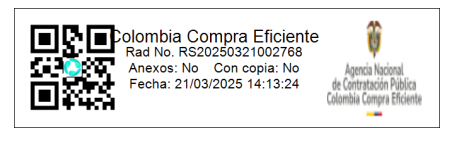 Colombia Compra Eficiente
Rad No. RS20250321002768
Anexos: No Con copia: No
Fecha: 21/03/2025 14:13:24
Agencia Nacional
de Contratación Pública
Colombia Compra Eficiente